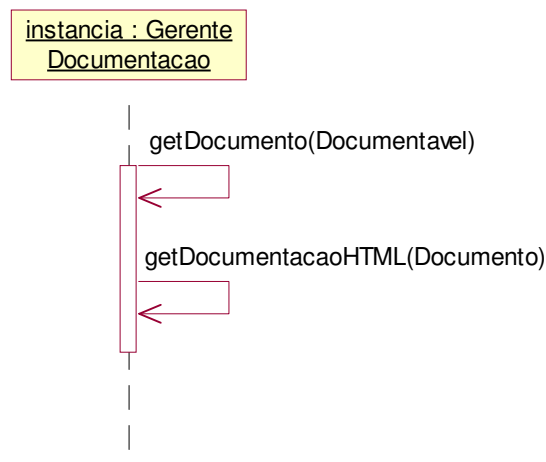 instancia : Gerente
Documentacao
getDocumento(Documentavel)
getDocumentacaoHTML(Documento)